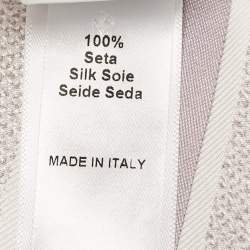 100%
Seta
Silk Soie
Seide Seda
MADE IN ITALY